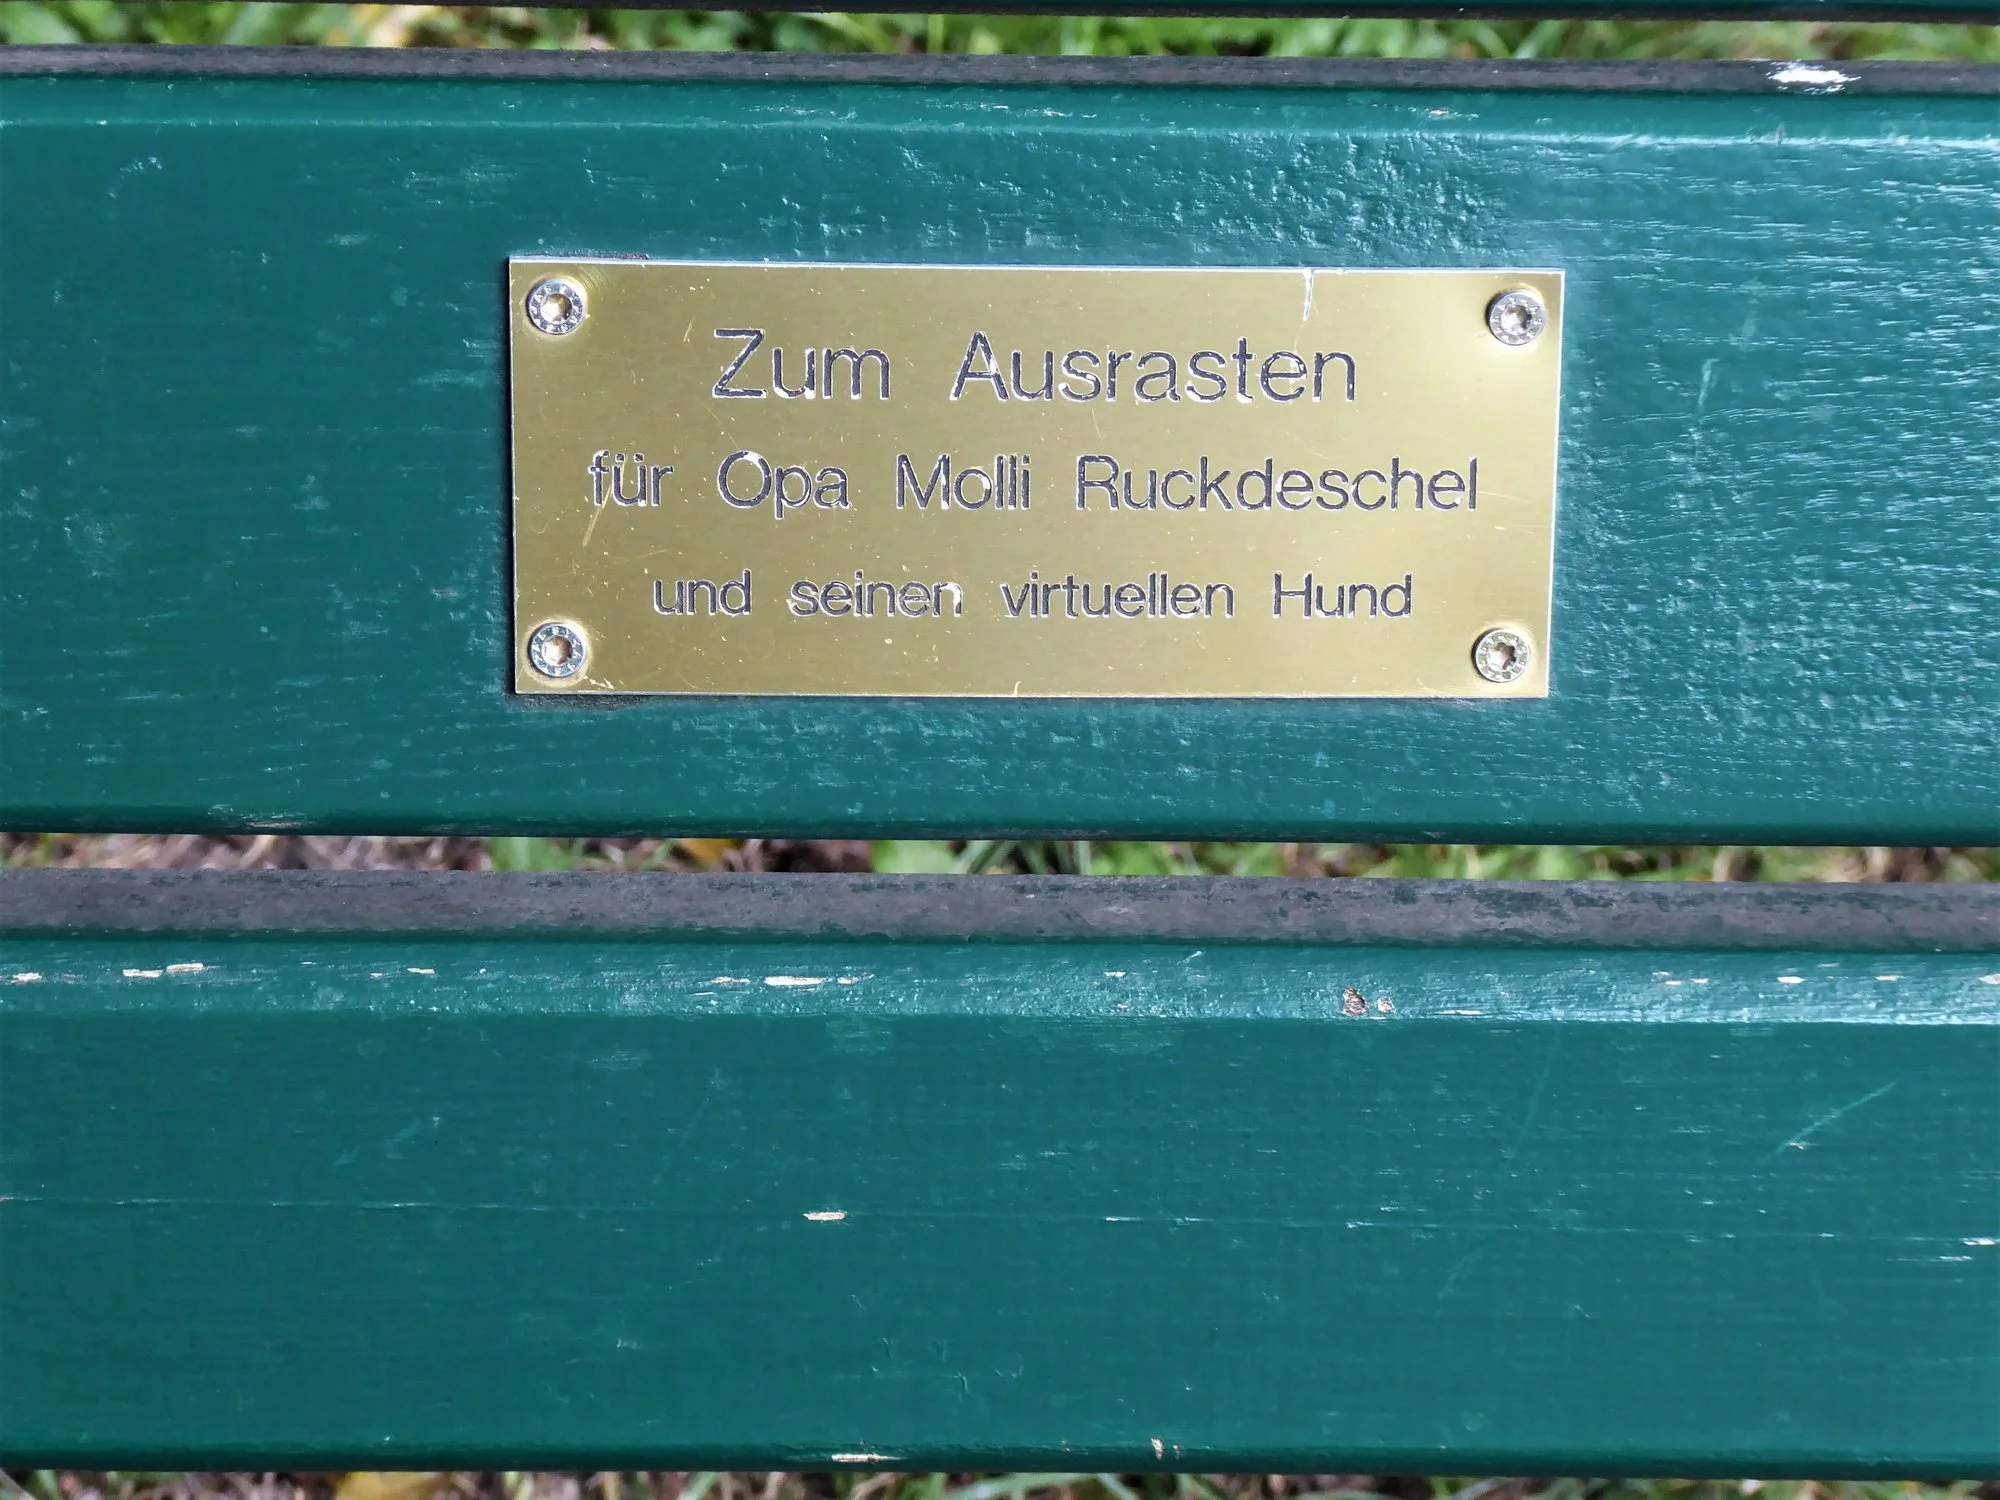 Zum Ausrasten
für Opa Molli Ruckdeschel
und seinen virtuellen Hund